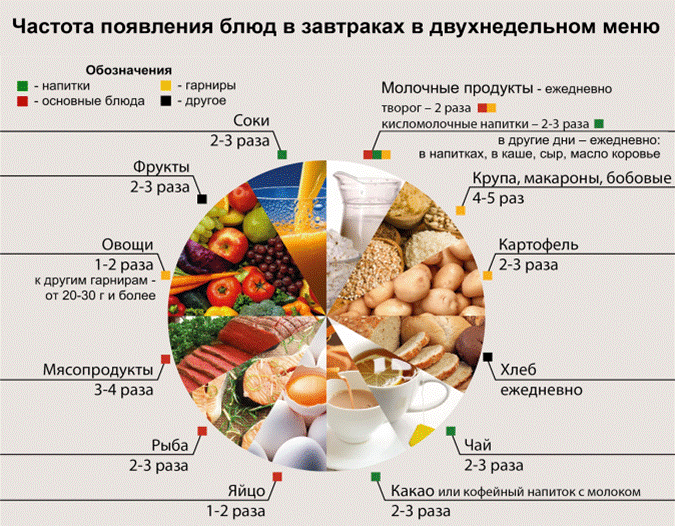 Частота появления блюд в завтраках в двухнедельном меню
Обозначения
- напитки
- гарниры
- основные блюда
- другое
Соки
2-3 раза
Фрукты
2-3 раза
Овощи
1-2 раза
к другим гарнирам -
от 20-30 г и более
Мясопродукты
3-4 раза
Рыба
2-3 раза
Яйцо
1-2 раза
Молочные продукты - ежедневно
творог – 2 раза
кисломолочные напитки – 2-3 раза
в другие дни – ежедневно:
в напитках, в каше, сыр, масло коровье
Крупа, макароны, бобовые
4-5 раз
Картофель
2-3 раза
Хлеб
ежедневно
Чай
2-3 раза
Какао или кофейный напиток с молоком
2-3 раза